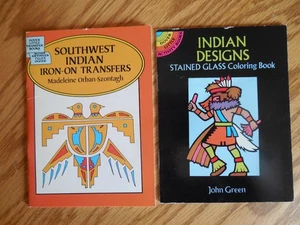 SOUTHWEST
INDIAN
IRON-ON TRANSFERS
Madeleine Orban-Szontagh
INDIAN
DESIGNS
STAINED GLASS Coloring Book
John Green